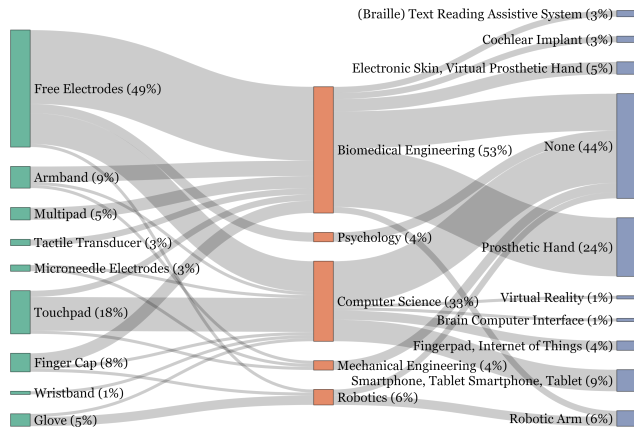 (Braille) Text Reading Assistive System (3%)
Cochlear Implant (3%)
Electronic Skin, Virtual Prosthetic Hand (5%)
Free Electrodes (49%)
Biomedical Engineering (53%)
None (44%)
Armband (9%)
Multipad (5%)
Tactile Transducer (3%)
Psychology (4%)
Prosthetic Hand (24%)
Microneedle Electrodes (3%)
Touchpad (18%)
Computer Science (33%)
Virtual Reality (1%)
Brain Computer Interface (1%)
Fingerpad, Internet of Things (4%)
Finger Cap (8%)
Mechanical Engineering (4%)
Smartphone, Tablet Smartphone, Tablet (9%)
Wristband (1%)
Robotics (6%)
Glove (5%)
Robotic Arm (6%)